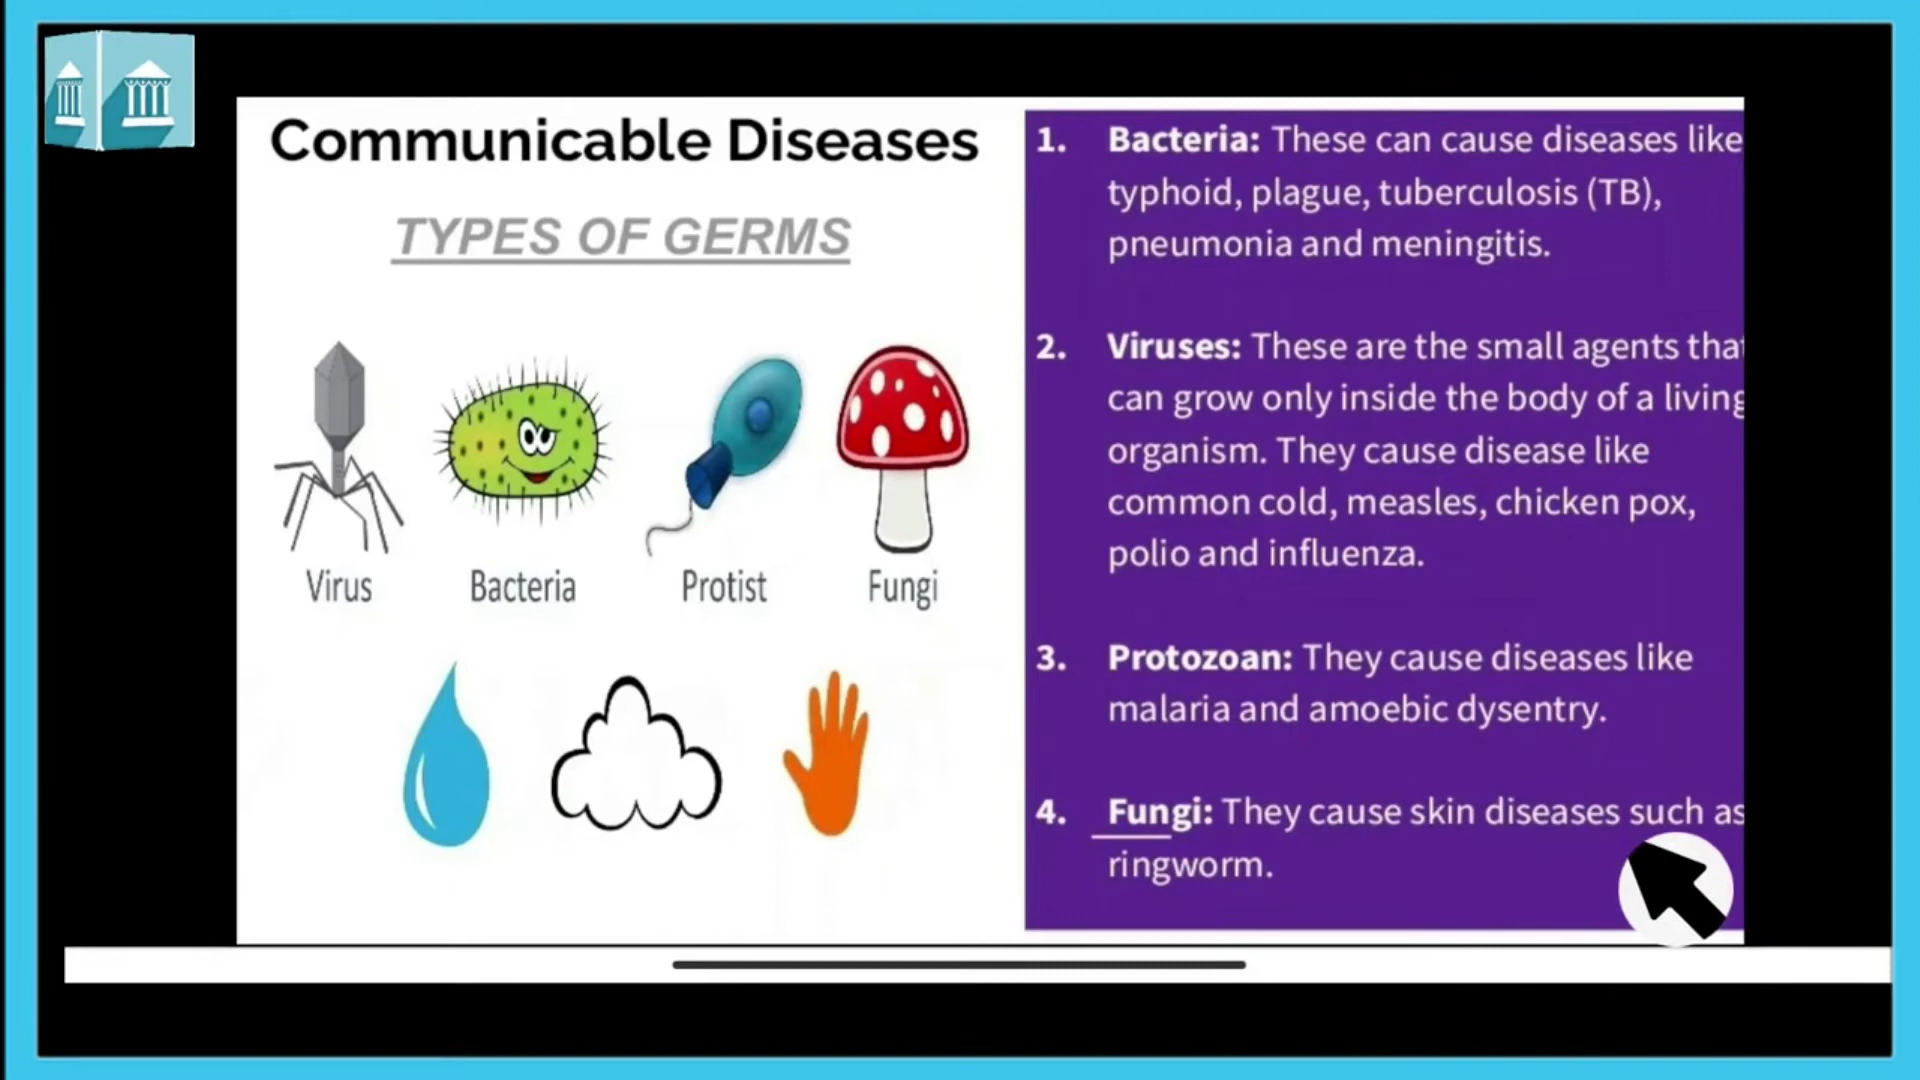 Communicable Diseases
TYPES OF GERMS
Virus
Bacteria
Protist
Fungi
1. Bacteria: These can cause diseases like
typhoid, plague, tuberculosis (TB),
pneumonia and meningitis.
2. Viruses: These are the small agents that
can grow only inside the body of a living
organism. They cause disease like
common cold, measles, chicken pox,
polio and influenza.
3. Protozoan: They cause diseases like
malaria and amoebic dysentry.
4. Fungi: They cause skin diseases such as
ringworm.